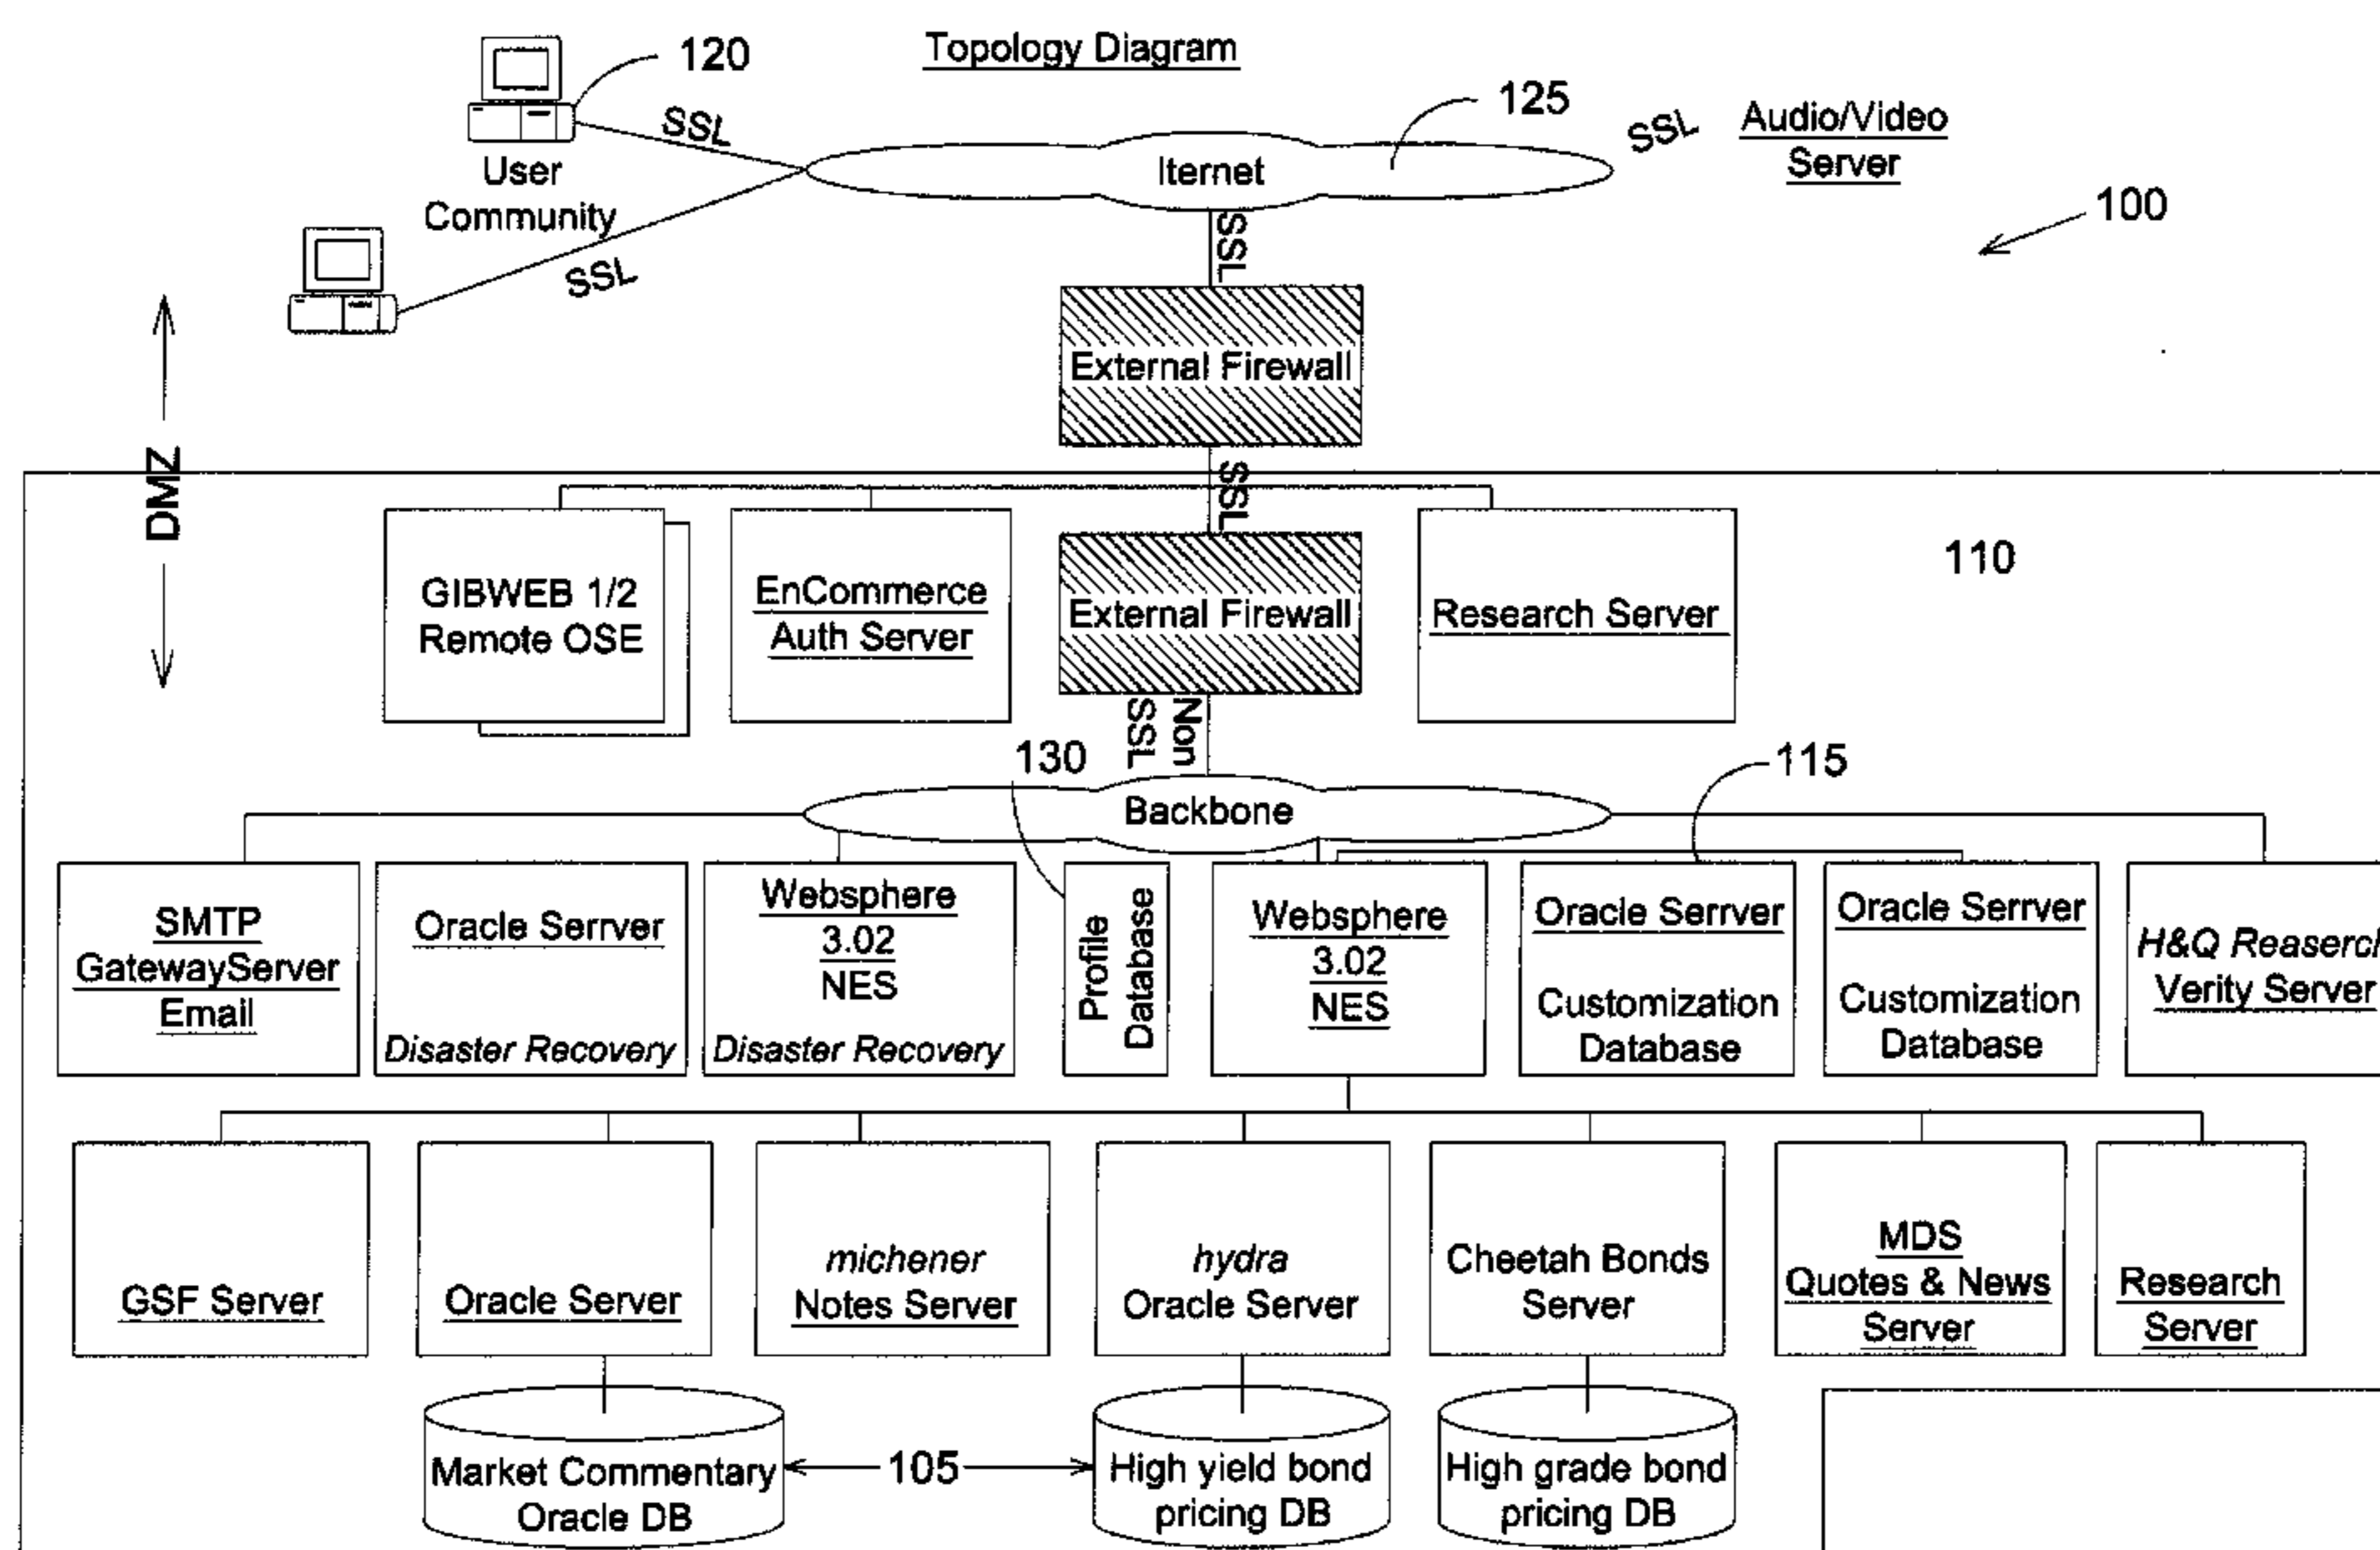 Topology Diagram
120
SSL
User
Community
SSL
Iternet
125
SSL
Audio/Video
Server
100
SSL
External Firewall
DMZ
SSL
GIBWEB 1/2
Remote OSE
EnCommerce
Auth Server
External Firewall
Research Server
110
Non
SSL
130
Backbone
115
SMTP
GatewayServer
Email
Oracle Serrver
Disaster Recovery
Websphere
3.02
NES
Disaster Recovery
Profile
Database
Websphere
3.02
NES
Oracle Serrver
Customization
Database
Oracle Serrver
Customization
Database
H&Q Reaserch
Verity Server
GSF Server
Oracle Server
michener
Notes Server
hydra
Oracle Server
Cheetah Bonds
Server
MDS
Quotes & News
Server
Research
Server
Market Commentary
Oracle DB
105
High yield bond
pricing DB
High grade bond
pricing DB